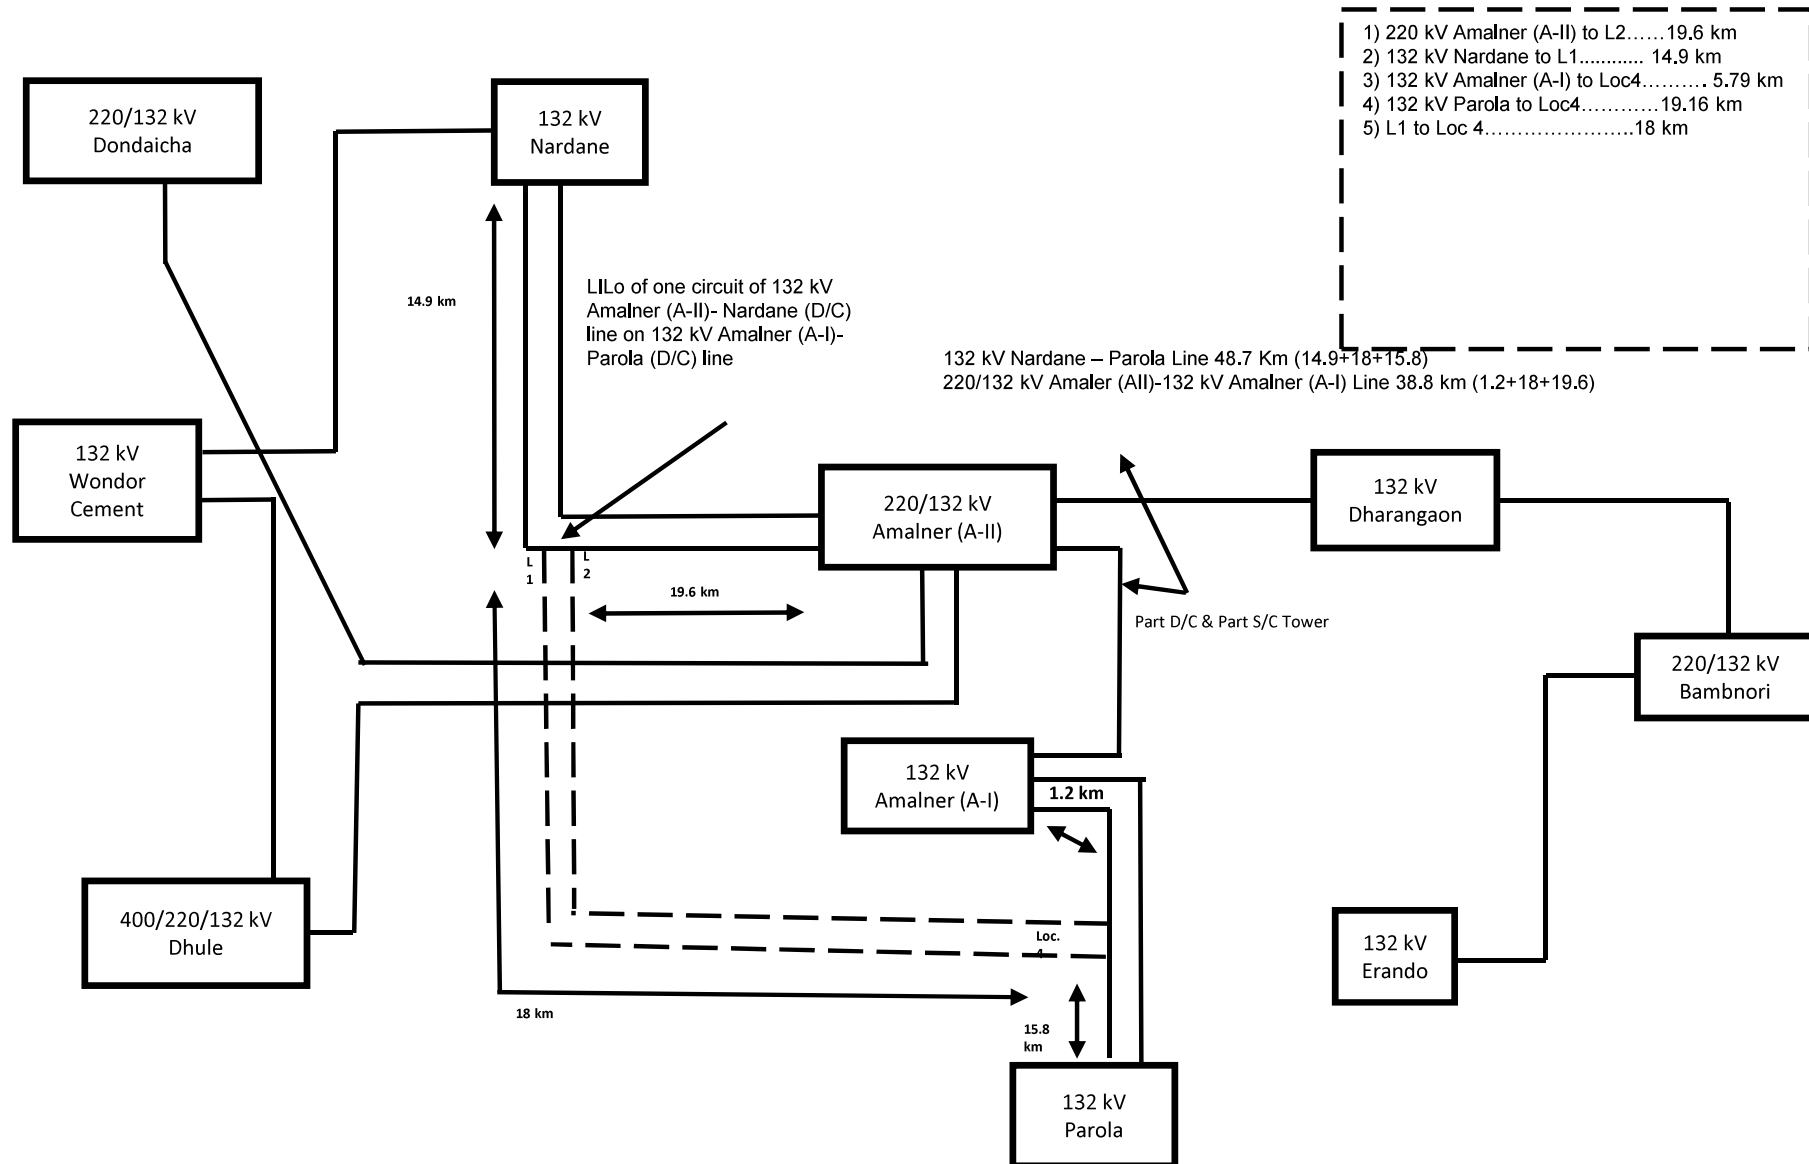 1) 220 kV Amalner (A-II) to L2……19.6 km
2) 132 kV Nardane to L1............ 14.9 km
3) 132 kV Amalner (A-I) to Loc4………. 5.79 km
4) 132 kV Parola to Loc4…………19.16 km
5) L1 to Loc 4…………………..18 km
220/132 kV
Dondaicha
132 kV
Nardane
14.9 km
LILo of one circuit of 132 kV
Amalner (A-II)- Nardane (D/C)
line on 132 kV Amalner (A-I)-
Parola (D/C) line
132 kV Nardane – Parola Line 48.7 Km (14.9+18+15.8)
220/132 kV Amaler (AII)-132 kV Amalner (A-I) Line 38.8 km (1.2+18+19.6)
132 kV
Wondor
Cement
220/132 kV
Amalner (A-II)
132 kV
Dharangaon
L
1
L
2
19.6 km
Part D/C & Part S/C Tower
220/132 kV
Bambnori
132 kV
Amalner (A-I)
1.2 km
400/220/132 kV
Dhule
Loc.
4
132 kV
Erando
18 km
15.8
km
132 kV
Parola